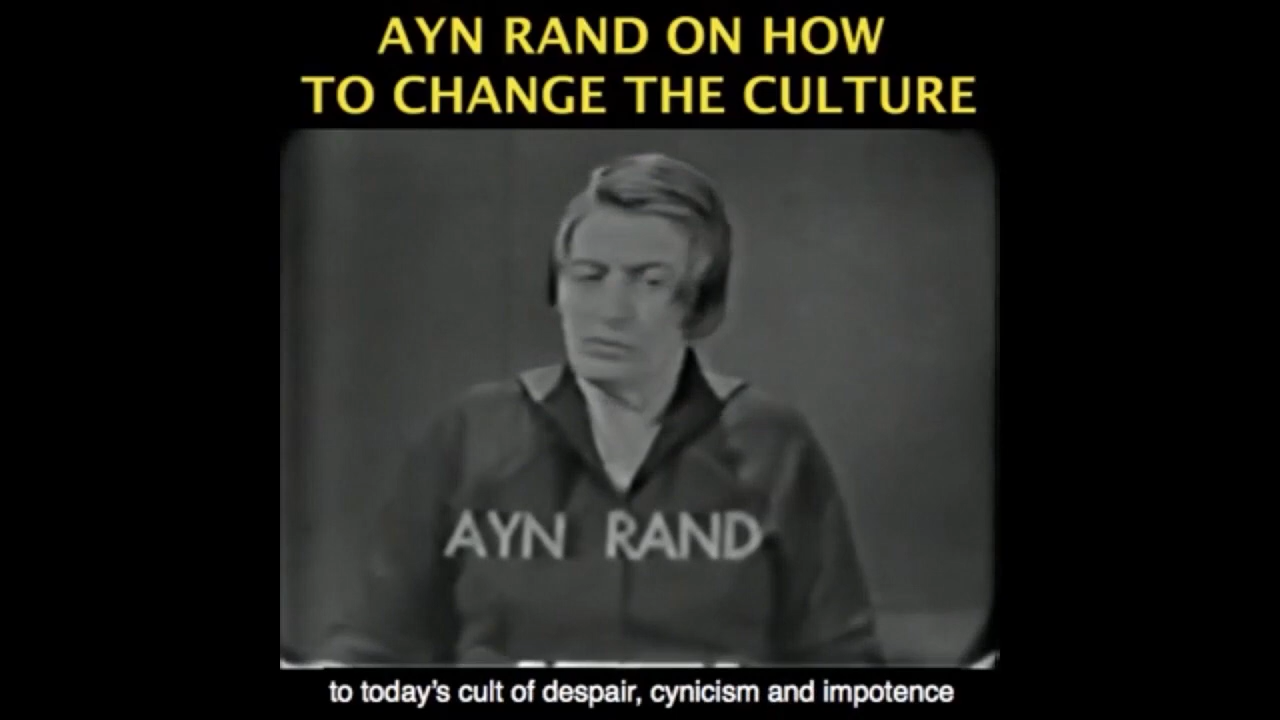 AYN RAND ON HOW
TO CHANGE THE CULTURE
AYN RAND
to today's cult of despair, cynicism and impotence